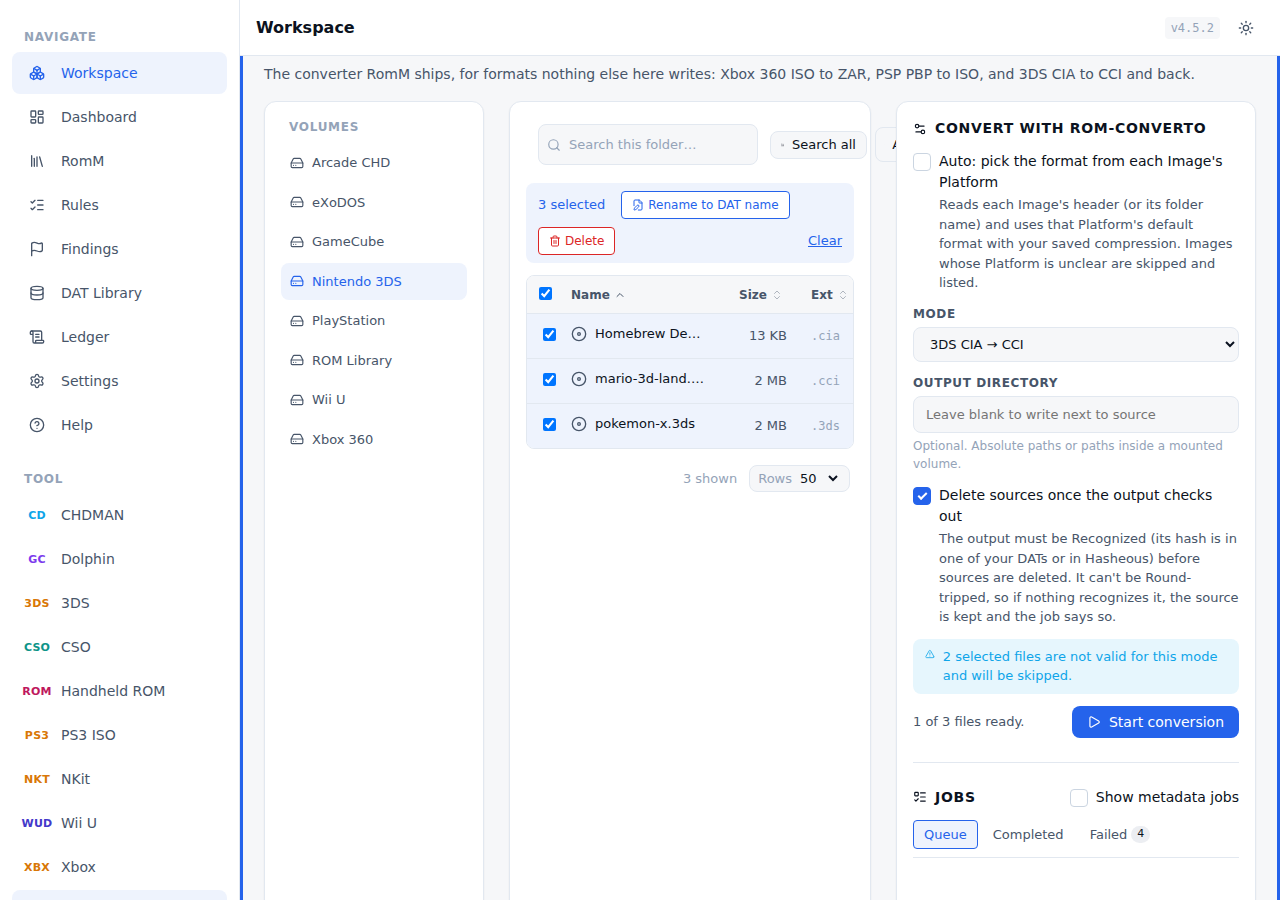 NAVIGATE
Workspace
Dashboard
RomM
Rules
Findings
DAT Library
Ledger
Settings
Help
TOOL
CD CHDMAN
GC Dolphin
3DS 3DS
CSO CSO
ROM Handheld ROM
PS3 PS3 ISO
NKT NKit
WUD Wii U
XBX Xbox
Workspace
v4.5.2
The converter RomM ships, for formats nothing else here writes: Xbox 360 ISO to ZAR, PSP PBP to ISO, and 3DS CIA to CCI and back.
VOLUMES
Arcade CHD
eXoDOS
GameCube
Nintendo 3DS
PlayStation
ROM Library
Wii U
Xbox 360
Search this folder…
Search all
3 selected
Rename to DAT name
Delete
Clear
Name Size Ext
Homebrew De… 13 KB .cia
mario-3d-land.… 2 MB .cci
pokemon-x.3ds 2 MB .3ds
3 shown Rows 50
CONVERT WITH ROM-CONVERTO
Auto: pick the format from each Image's
Platform
Reads each Image's header (or its folder
name) and uses that Platform's default
format with your saved compression. Images
whose Platform is unclear are skipped and
listed.
MODE
3DS CIA → CCI
OUTPUT DIRECTORY
Leave blank to write next to source
Optional. Absolute paths or paths inside a mounted
volume.
Delete sources once the output checks
out
The output must be Recognized (its hash is in
one of your DATs or in Hasheous) before
sources are deleted. It can't be Round-
tripped, so if nothing recognizes it, the source
is kept and the job says so.
2 selected files are not valid for this mode
and will be skipped.
1 of 3 files ready.
Start conversion
JOBS
Show metadata jobs
Queue Completed Failed 4